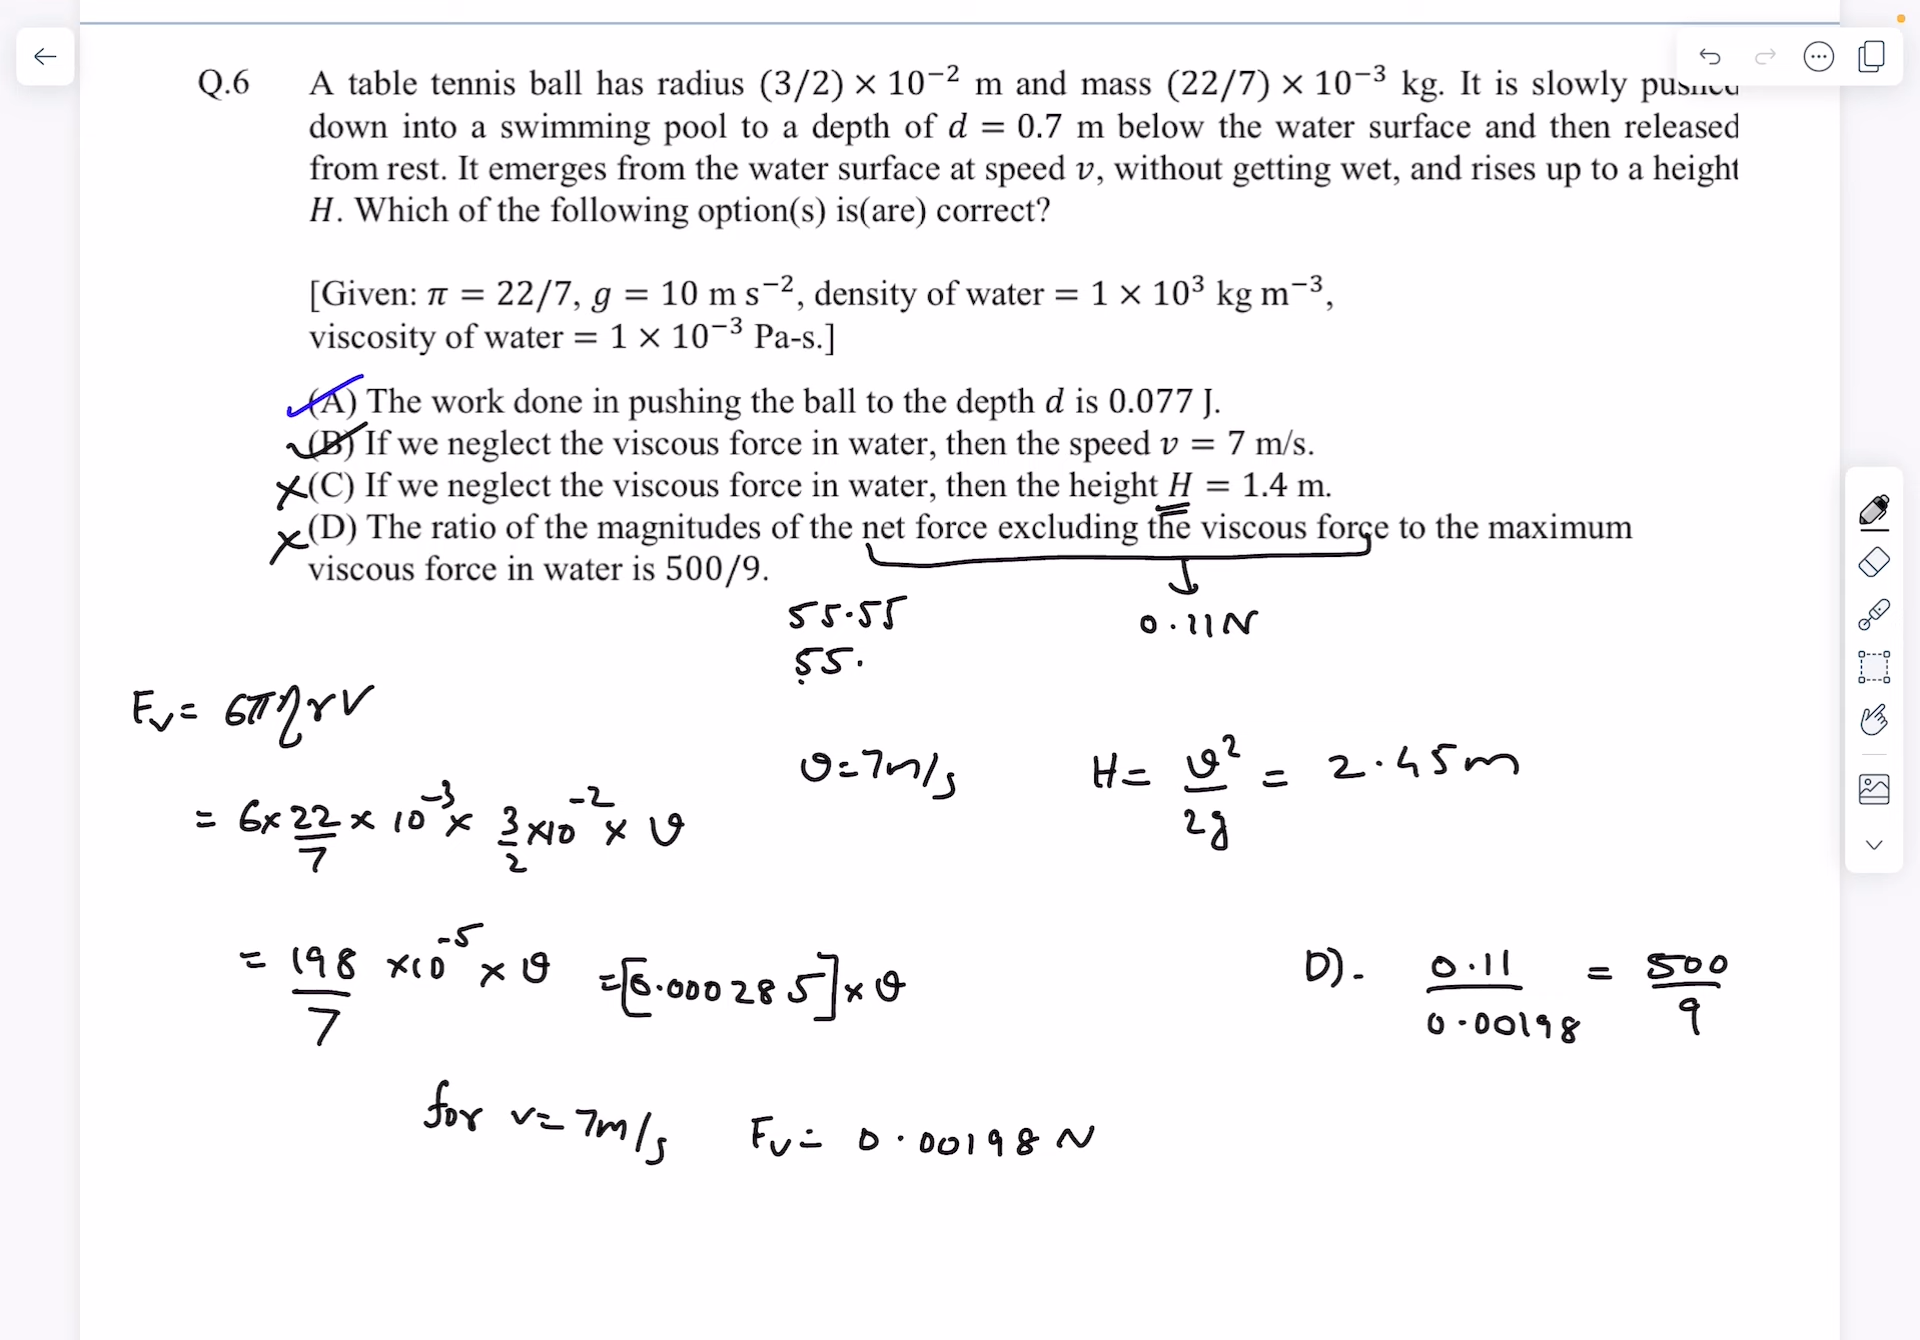 Q.6 A table tennis ball has radius (3/2) × 10⁻² m and mass (22/7) × 10⁻³ kg. It is slowly pushed
down into a swimming pool to a depth of d = 0.7 m below the water surface and then released
from rest. It emerges from the water surface at speed v, without getting wet, and rises up to a height
H. Which of the following option(s) is(are) correct?
[Given: π = 22/7, g = 10 m s⁻², density of water = 1 × 10³ kg m⁻³,
viscosity of water = 1 × 10⁻³ Pa-s.]
(A) The work done in pushing the ball to the depth d is 0.077 J.
(B) If we neglect the viscous force in water, then the speed v = 7 m/s.
(C) If we neglect the viscous force in water, then the height H = 1.4 m.
(D) The ratio of the magnitudes of the net force excluding the viscous force to the maximum
viscous force in water is 500/9.
55.55
0.11N
55.
Fv = 6πηrV
v=7m/s
H = v²/2g = 2.45m
= 6×22/7 × 10⁻³ × 3/2 ×10⁻² × v
= 198/7 ×10⁻⁵ × v =[0.000285]×v
D)- 0.11/0.00198 = 500/9
for v=7m/s Fv = 0.00198 N